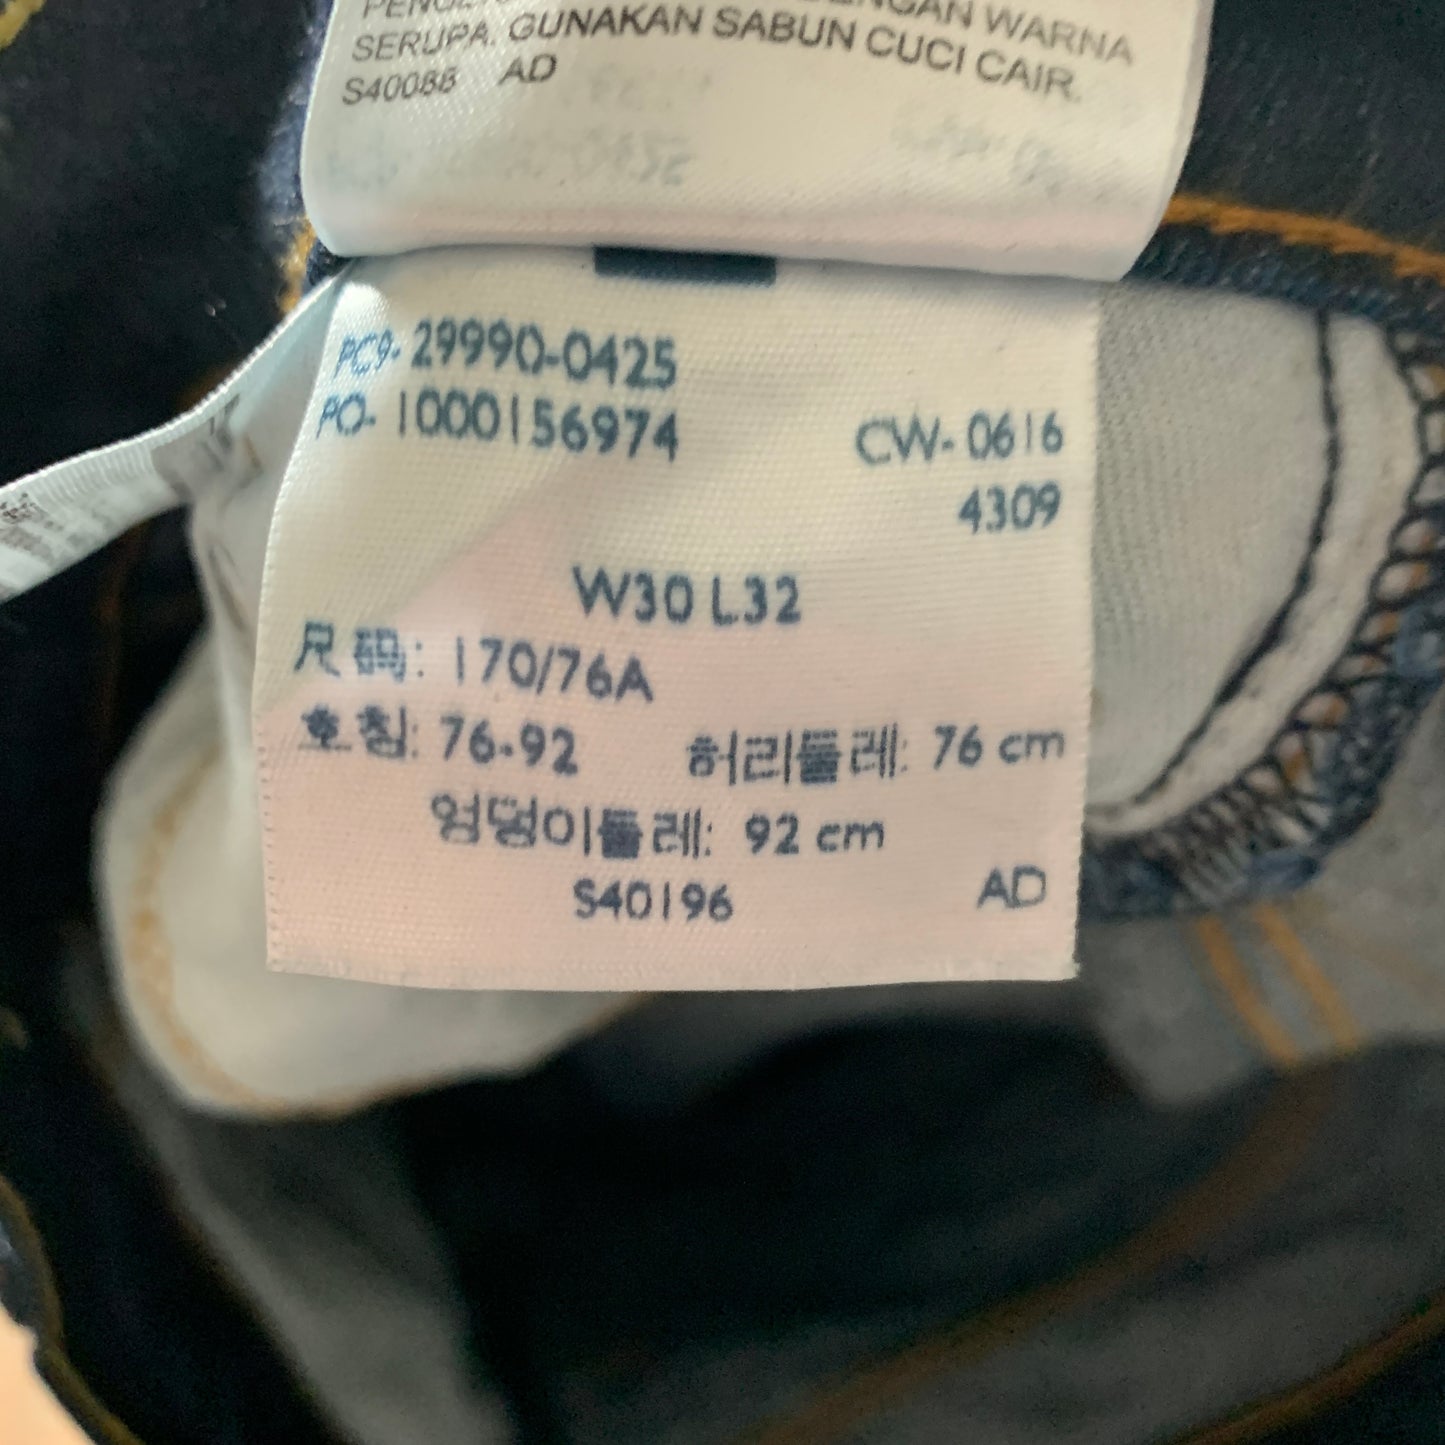 DENGAN WARNA
SERUPA. GUNAKAN SABUN CUCI CAIR.
S40088 AD
PC9- 29990-0425
PO- 1000156974 CW- 0616
4309
W30 L32
尺码: 170/76A
호칭: 76-92 허리둘레: 76 cm
엉덩이둘레: 92 cm
S40196 AD